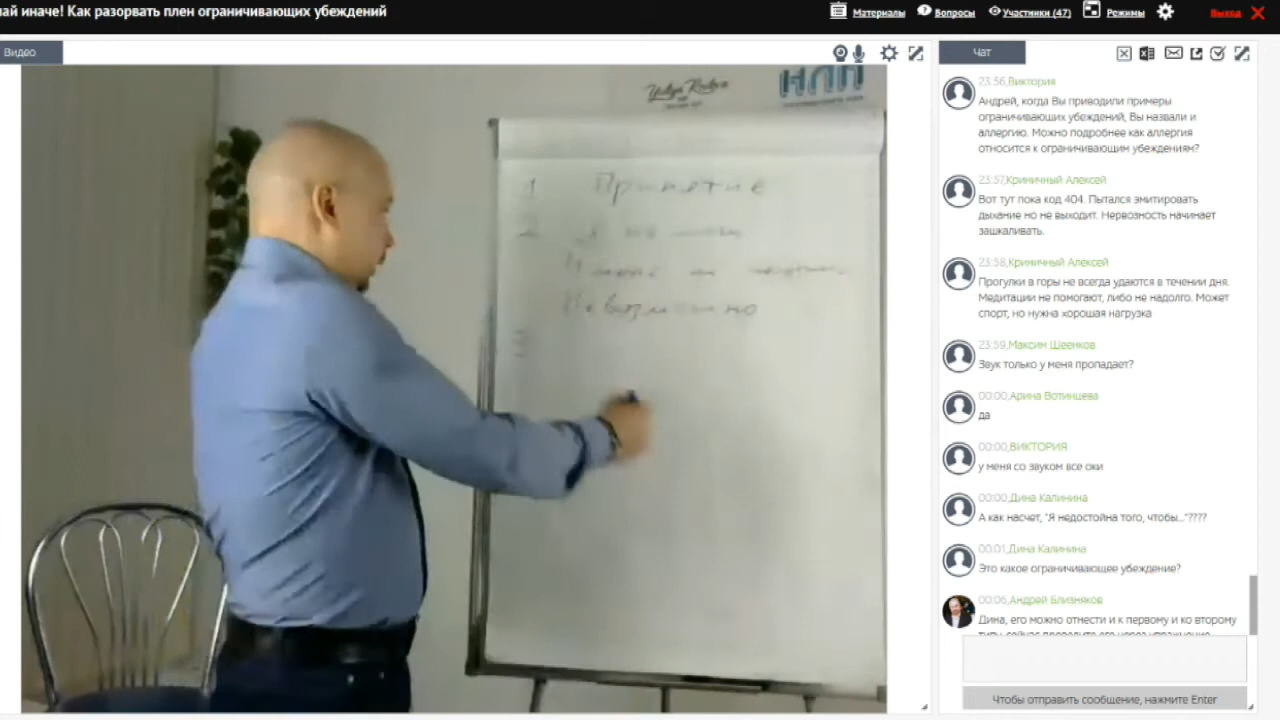 ай иначе! Как разорвать плен ограничивающих убеждений
Материалы
Вопросы
Участники (47)
Режимы
Выход
Видео
НЛП
1 Принятие
2
Невозможно
3
Чат
23:56, Виктория
Андрей, когда Вы приводили примеры
ограничивающих убеждений, Вы назвали и
аллергию. Можно подробнее как аллергия
относится к ограничивающим убеждениям?
23:57, Криничный Алексей
Вот тут пока код 404. Пытался эмитировать
дыхание но не выходит. Нервозность начинает
зашкаливать.
23:58, Криничный Алексей
Прогулки в горы не всегда удаются в течении дня.
Медитации не помогают, либо не надолго. Может
спорт, но нужна хорошая нагрузка
23:59, Максим Шеенков
Звук только у меня пропадает?
00:00, Арина Вотинцева
да
00:00, ВИКТОРИЯ
у меня со звуком все оки
00:00, Дина Калинина
А как насчет, "Я недостойна того, чтобы..."????
00:01, Дина Калинина
Это какое ограничивающее убеждение?
00:06, Андрей Близняков
Дина, его можно отнести и к первому и ко второму
Чтобы отправить сообщение, нажмите Enter